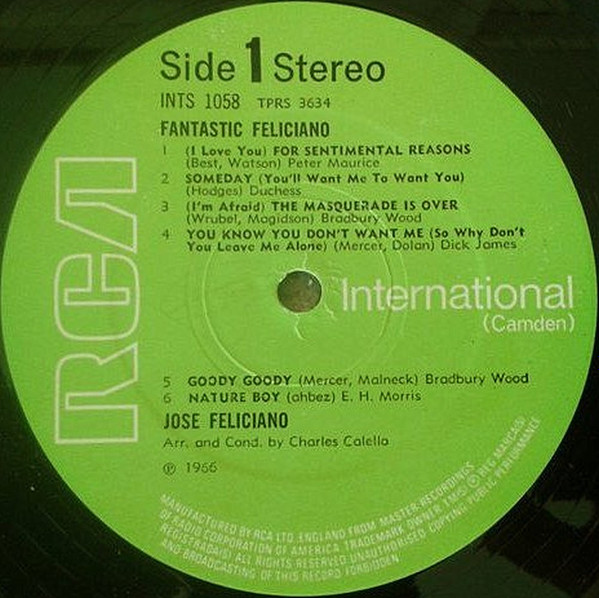 Side 1 Stereo
INTS 1058 TPRS 3634
FANTASTIC FELICIANO
1 (I Love You) FOR SENTIMENTAL REASONS
(Best, Watson) Peter Maurice
2 SOMEDAY (You'll Want Me To Want You)
(Hodges) Duchess
3 (I'm Afraid) THE MASQUERADE IS OVER
(Wrubel, Magidson) Bradbury Wood
4 YOU KNOW YOU DON'T WANT ME (So Why Don't
You Leave Me Alone) (Mercer, Dolan) Dick James
RCA
International
(Camden)
5 GOODY GOODY (Mercer, Malneck) Bradbury Wood
6 NATURE BOY (ahbez) E. H. Morris
JOSE FELICIANO
Arr. and Cond. by Charles Calello
℗ 1966
MANUFACTURED BY RCA LTD. ENGLAND FROM MASTER RECORDINGS
OF RADIO CORPORATION OF AMERICA TRADEMARK OWNER TMK(S) ® REG. MARCA(S)
REGISTRADA(S) ALL RIGHTS RESERVED. UNAUTHORISED COPYING PUBLIC PERFORMANCE
AND BROADCASTING OF THIS RECORD FORBIDDEN